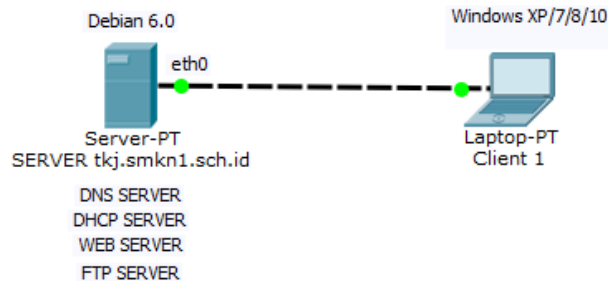 Debian 6.0
Windows XP/7/8/10
eth0
Server-PT
SERVER tkj.smkn1.sch.id
Laptop-PT
Client 1
DNS SERVER
DHCP SERVER
WEB SERVER
FTP SERVER